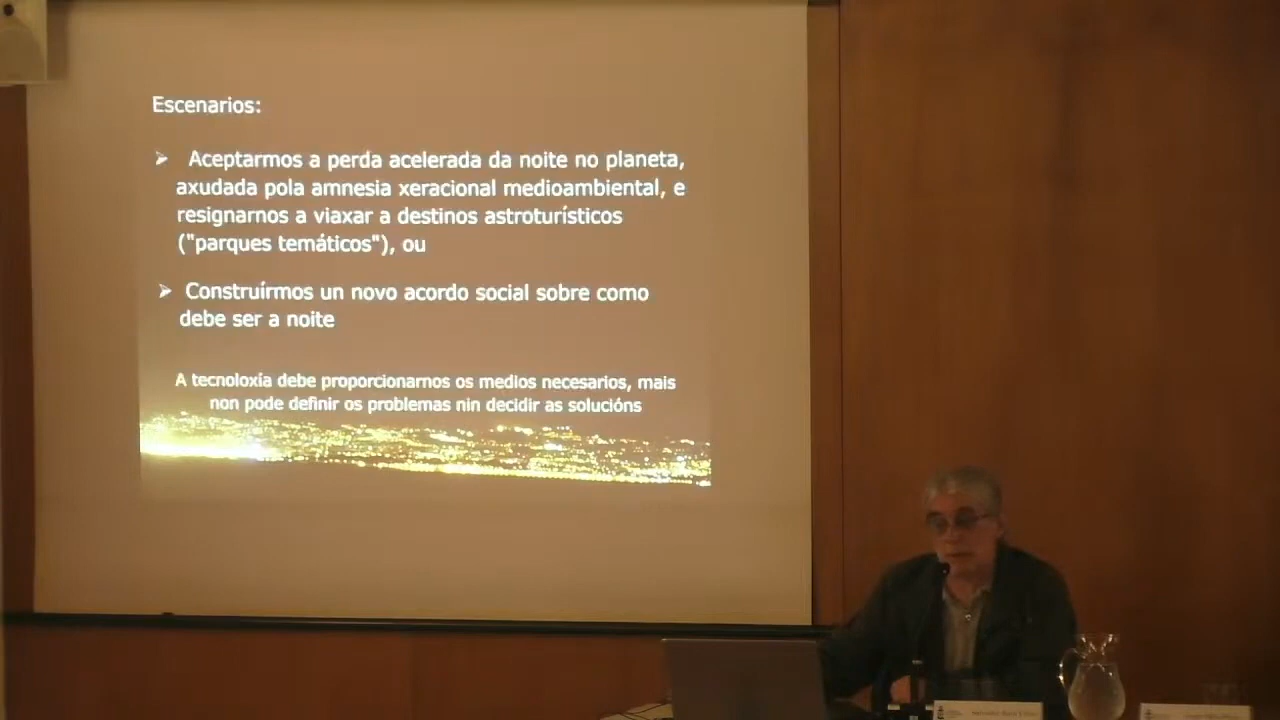 Escenarios:
➢ Aceptarmos a perda acelerada da noite no planeta,
axudada pola amnesia xeracional medioambiental, e
resignarnos a viaxar a destinos astroturísticos
("parques temáticos"), ou
➢ Construírmos un novo acordo social sobre como
debe ser a noite
A tecnoloxía debe proporcionarnos os medios necesarios, mais
non pode definir os problemas nin decidir as solucións